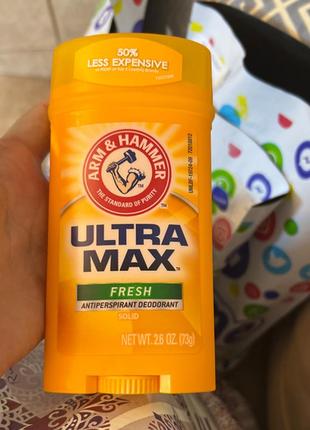 50%
LESS EXPENSIVE
ARM & HAMMER
THE STANDARD OF PURITY
ULTRA
MAX™
FRESH
ANTIPERSPIRANT DEODORANT
SOLID
NET WT. 2.6 OZ. (73g)